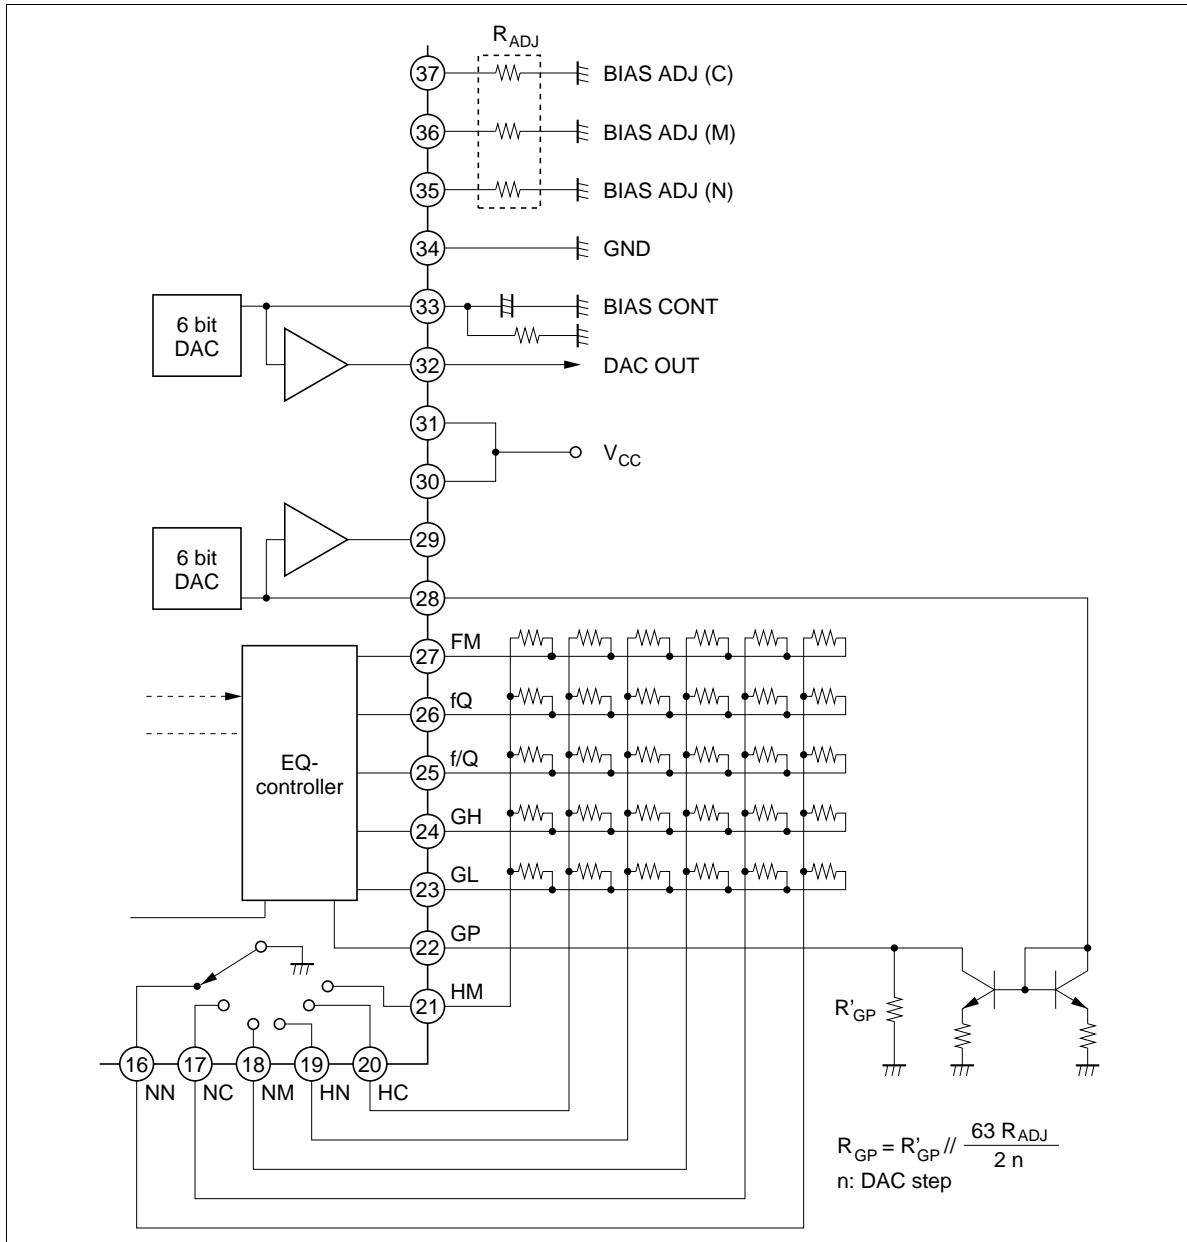 R_ADJ
37 BIAS ADJ (C)
36 BIAS ADJ (M)
35 BIAS ADJ (N)
34 GND
33 BIAS CONT
6 bit
DAC
32 DAC OUT
31
V_CC
30
29
6 bit
DAC
28
27 FM
26 fQ
25 f/Q
EQ-
controller
24 GH
23 GL
22 GP
21 HM
R'_GP
16 17 18 19 20
NN NC NM HN HC
R_GP = R'_GP // 63 R_ADJ / 2 n
n: DAC step